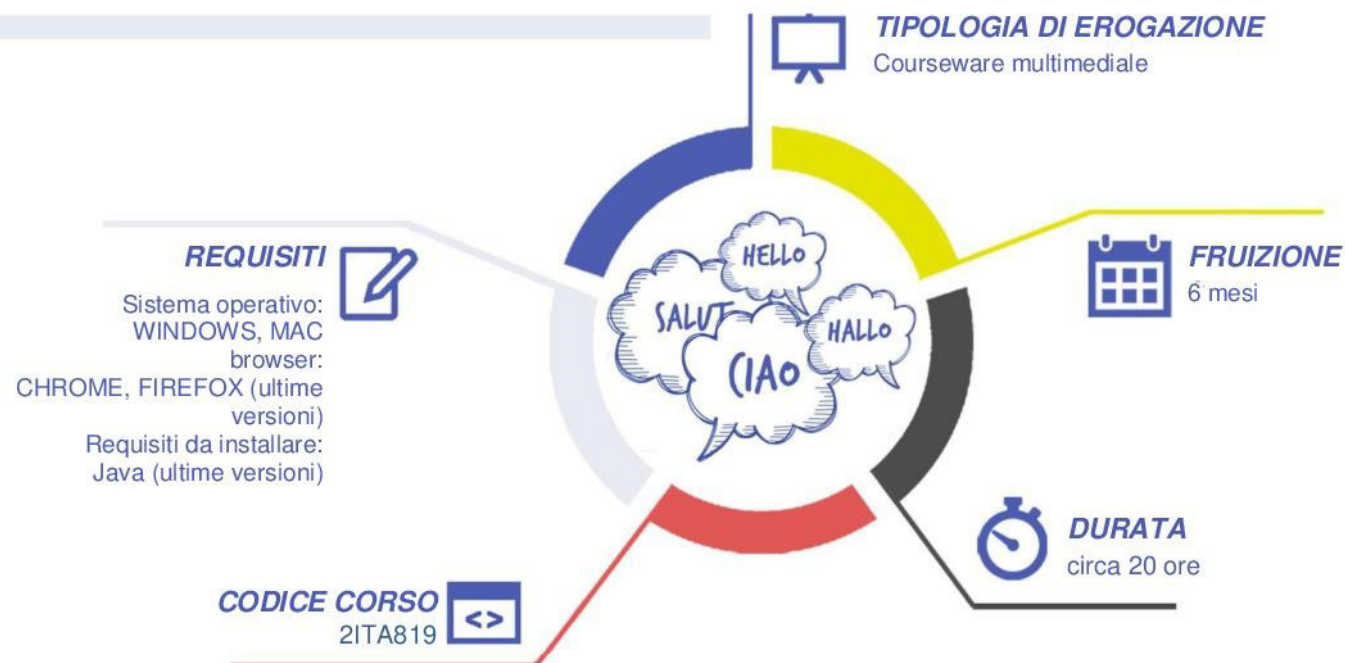 TIPOLOGIA DI EROGAZIONE
Courseware multimediale
REQUISITI
Sistema operativo:
WINDOWS, MAC
browser:
CHROME, FIREFOX (ultime
versioni)
Requisiti da installare:
Java (ultime versioni)
HELLO
SALUT
HALLO
CIAO
FRUIZIONE
6 mesi
DURATA
circa 20 ore
CODICE CORSO
2ITA819
<>